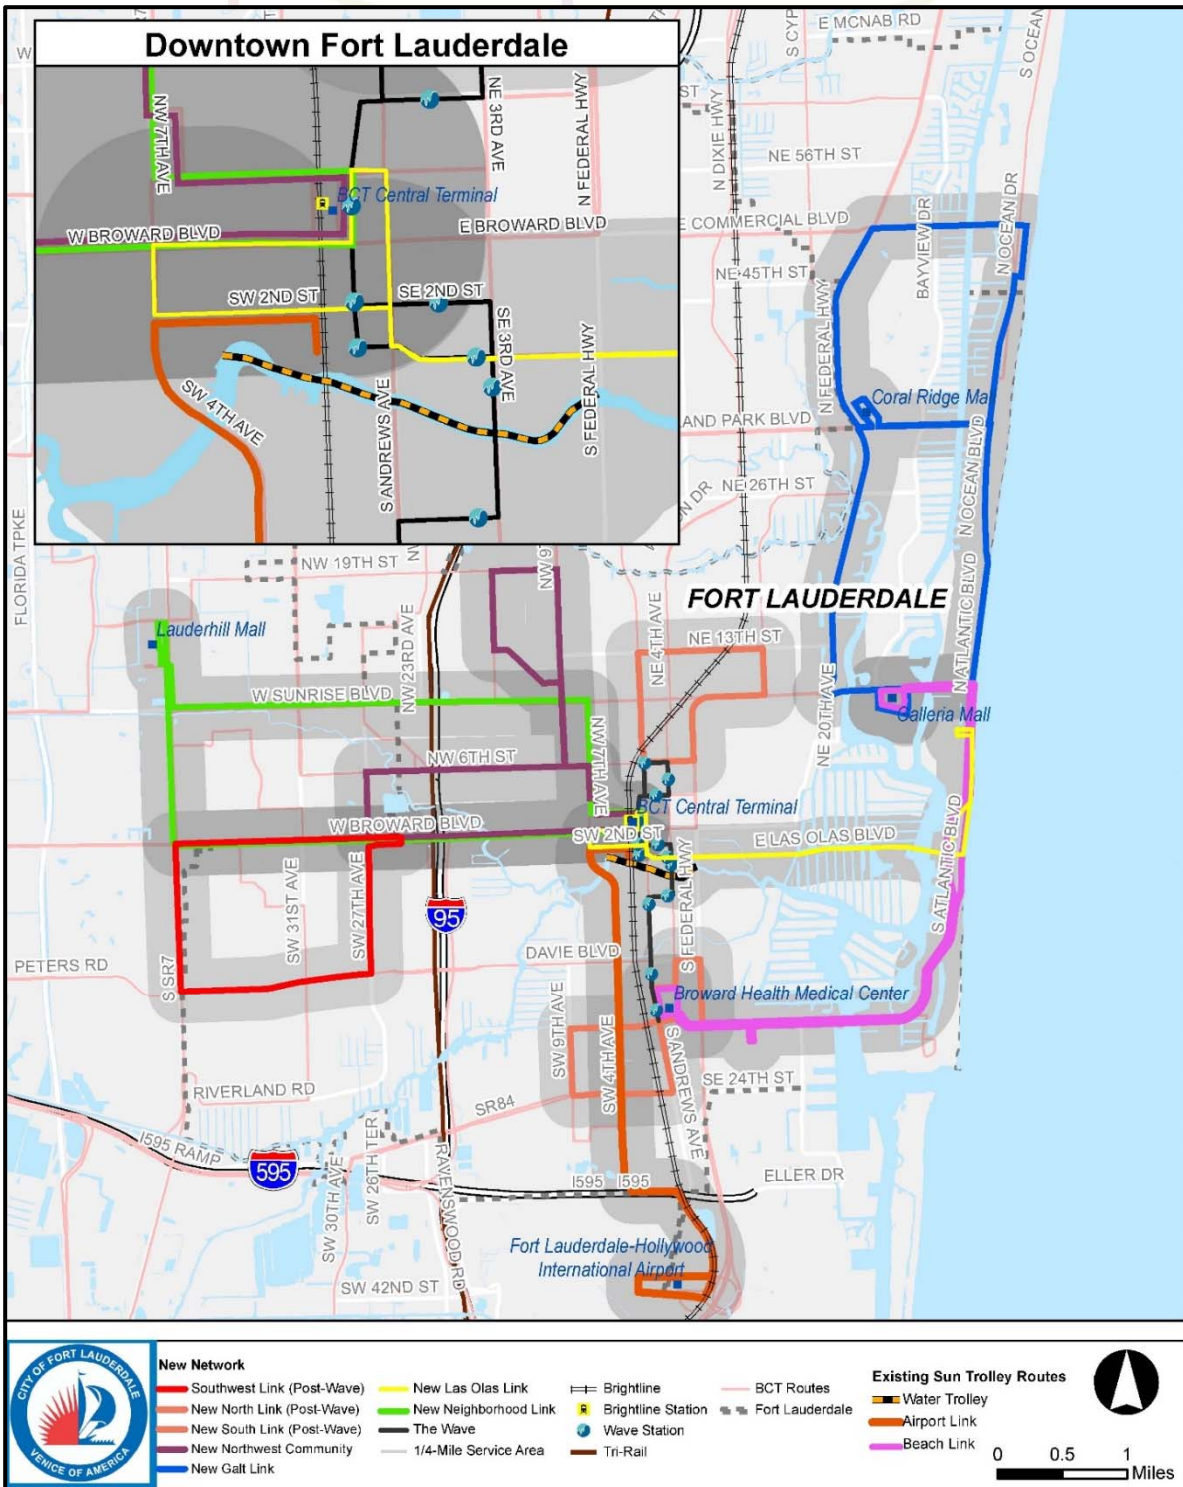 Downtown Fort Lauderdale
NW 7TH AVE
NE 3RD AVE
N FEDERAL HWY
BCT Central Terminal
W BROWARD BLVD
E BROWARD BLVD
SW 2ND ST
SE 2ND ST
SE 3RD AVE
SW 4TH AVE
S ANDREWS AVE
S FEDERAL HWY
E MCNAB RD
S CYP
S OCEAN
W
ST
N DIXIE HWY
NE 56TH ST
E COMMERCIAL BLVD
BAYVIEW DR
N OCEAN DR
NE 45TH ST
N FEDERAL HWY
Coral Ridge Mall
AND PARK BLVD
NE 26TH ST
ON DR
N OCEAN BLVD
FLORIDA TPKE
NW 19TH ST
NW 9
FORT LAUDERDALE
Lauderhill Mall
NW 23RD AVE
NE 4TH AVE
NE 13TH ST
N ATLANTIC BLVD
W SUNRISE BLVD
NE 20TH AVE
Galleria Mall
NW 7TH AVE
NW 6TH ST
BCT Central Terminal
W BROWARD BLVD
SW 2ND ST
E LAS OLAS BLVD
S ATLANTIC BLVD
SW 31ST AVE
SW 27TH AVE
95
S FEDERAL HWY
DAVIE BLVD
PETERS RD
S SR7
Broward Health Medical Center
SW 9TH AVE
SW 4TH AVE
S ANDREWS AVE
SE 24TH ST
RIVERLAND RD
SR84
I595 RAMP
595
SW 30TH AVE
SW 26TH TER
RAVENSWOOD RD
I595
I595
ELLER DR
Fort Lauderdale-Hollywood
International Airport
SW 42ND ST
CITY OF FORT LAUDERDALE
VENICE OF AMERICA
New Network
Southwest Link (Post-Wave)
New North Link (Post-Wave)
New South Link (Post-Wave)
New Northwest Community
New Galt Link
New Las Olas Link
New Neighborhood Link
The Wave
1/4-Mile Service Area
Brightline
Brightline Station
Wave Station
Tri-Rail
BCT Routes
Fort Lauderdale
Existing Sun Trolley Routes
Water Trolley
Airport Link
Beach Link
0 0.5 1
Miles